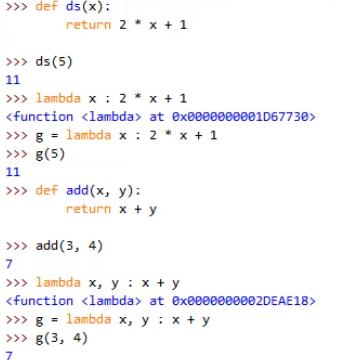 >>> def ds(x):
        return 2 * x + 1

>>> ds(5)
11
>>> lambda x : 2 * x + 1
<function <lambda> at 0x0000000001D67730>
>>> g = lambda x : 2 * x + 1
>>> g(5)
11
>>> def add(x, y):
        return x + y

>>> add(3, 4)
7
>>> lambda x, y : x + y
<function <lambda> at 0x0000000002DEAE18>
>>> g = lambda x, y : x + y
>>> g(3, 4)
7